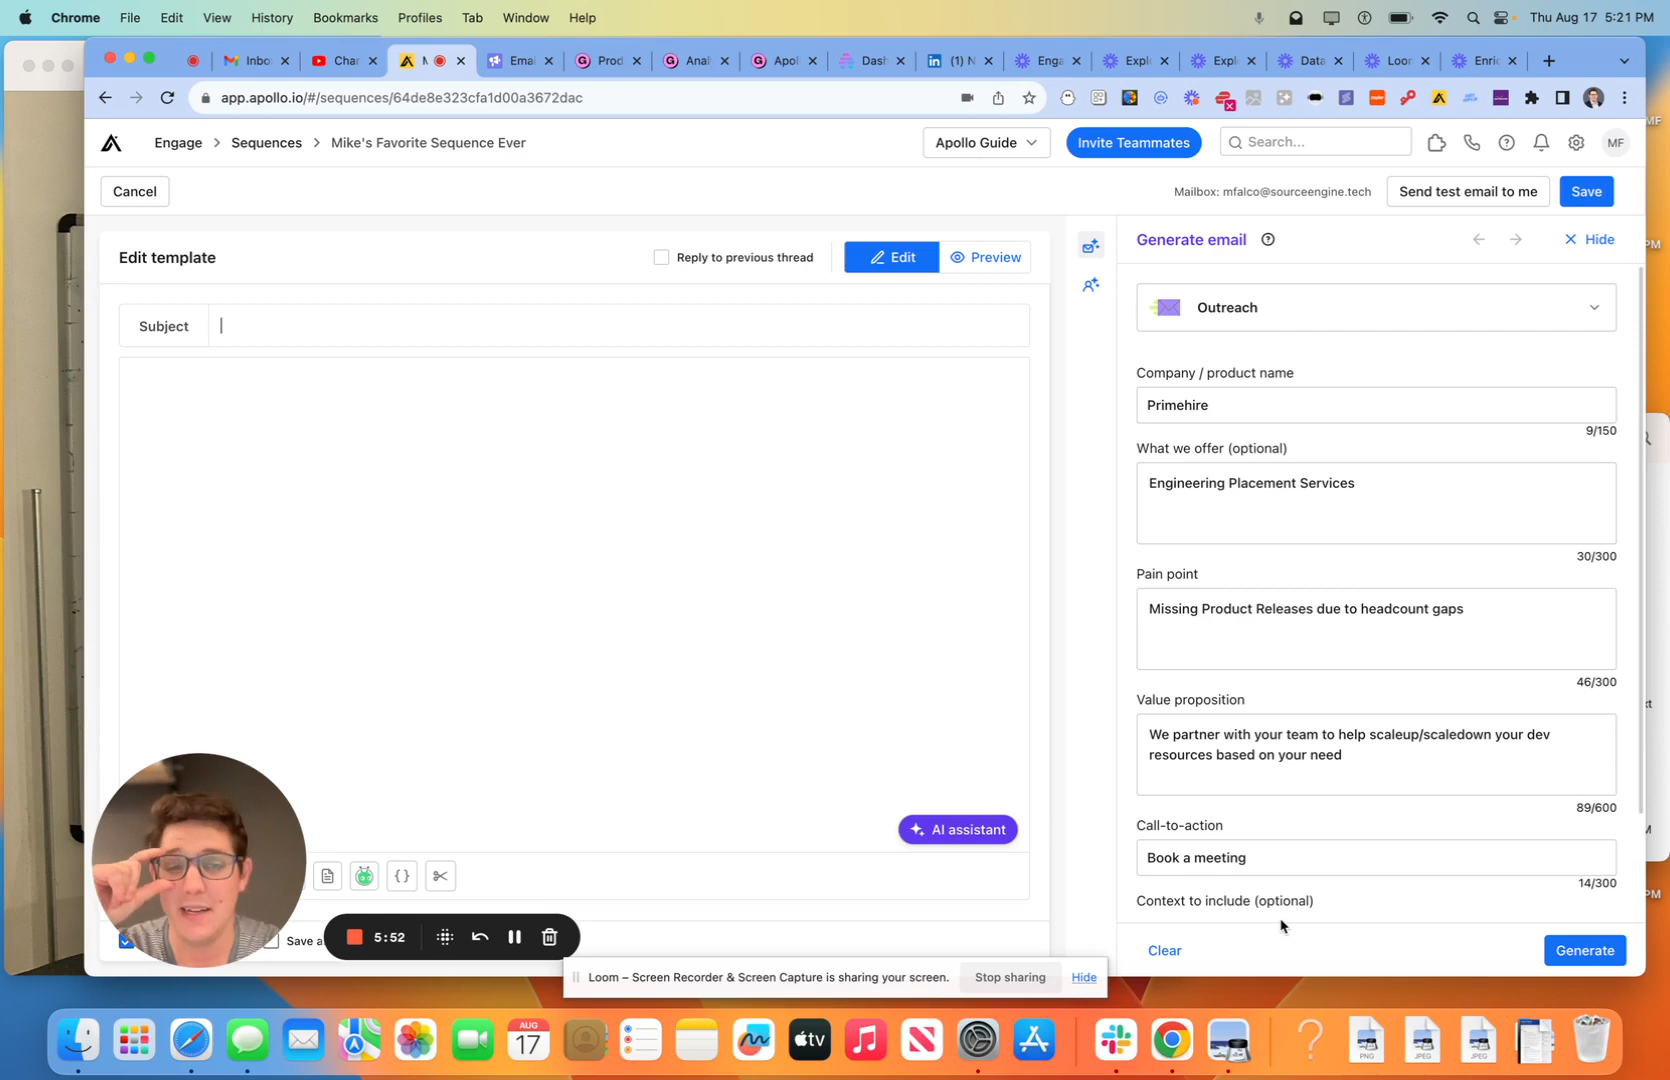 Chrome File Edit View History Bookmarks Profiles Tab Window Help Thu Aug 17 5:21 PM
Inbo Char Emai Prod Anal Apol Dash (1) N Enga Expl Expl Data Loor Enric
app.apollo.io/#/sequences/64de8e323cfa1d00a3672dac
Engage > Sequences > Mike's Favorite Sequence Ever Apollo Guide Invite Teammates Search... MF
Cancel Mailbox: mfalco@sourceengine.tech Send test email to me Save
Edit template Reply to previous thread Edit Preview
Generate email Hide
Subject
Outreach
Company / product name
Primehire
9/150
What we offer (optional)
Engineering Placement Services
30/300
Pain point
Missing Product Releases due to headcount gaps
46/300
Value proposition
We partner with your team to help scaleup/scaledown your dev
resources based on your need
89/600
AI assistant
Call-to-action
Book a meeting
14/300
Context to include (optional)
Save a
5:52
Clear Generate
Loom – Screen Recorder & Screen Capture is sharing your screen. Stop sharing Hide
AUG
17
tv
PNG JPEG JPEG
MF
PM
PM